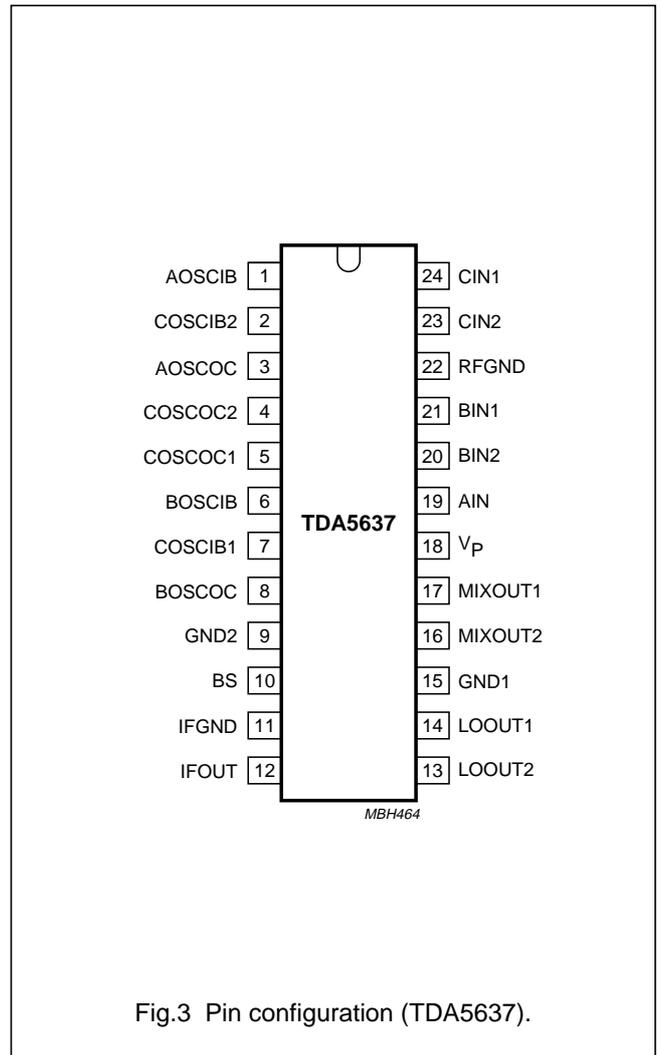 AOSCIB 1 24 CIN1
COSCIB2 2 23 CIN2
AOSCOC 3 22 RFGND
COSCOC2 4 21 BIN1
COSCOC1 5 20 BIN2
BOSCIB 6 19 AIN
TDA5637
COSCIB1 7 18 VP
BOSCOC 8 17 MIXOUT1
GND2 9 16 MIXOUT2
BS 10 15 GND1
IFGND 11 14 LOOUT1
IFOUT 12 13 LOOUT2
MBH464
Fig.3 Pin configuration (TDA5637).